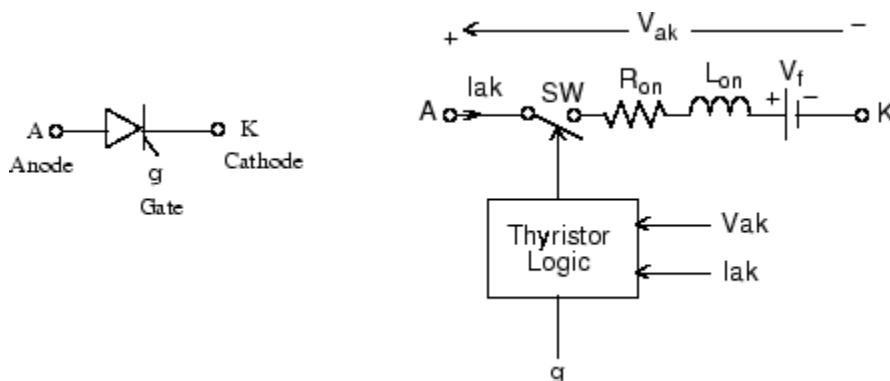 A K
Anode Cathode
g
Gate
+ Vak −
Iak SW Ron Lon Vf
A + − K
Thyristor
Logic
Vak
Iak
g